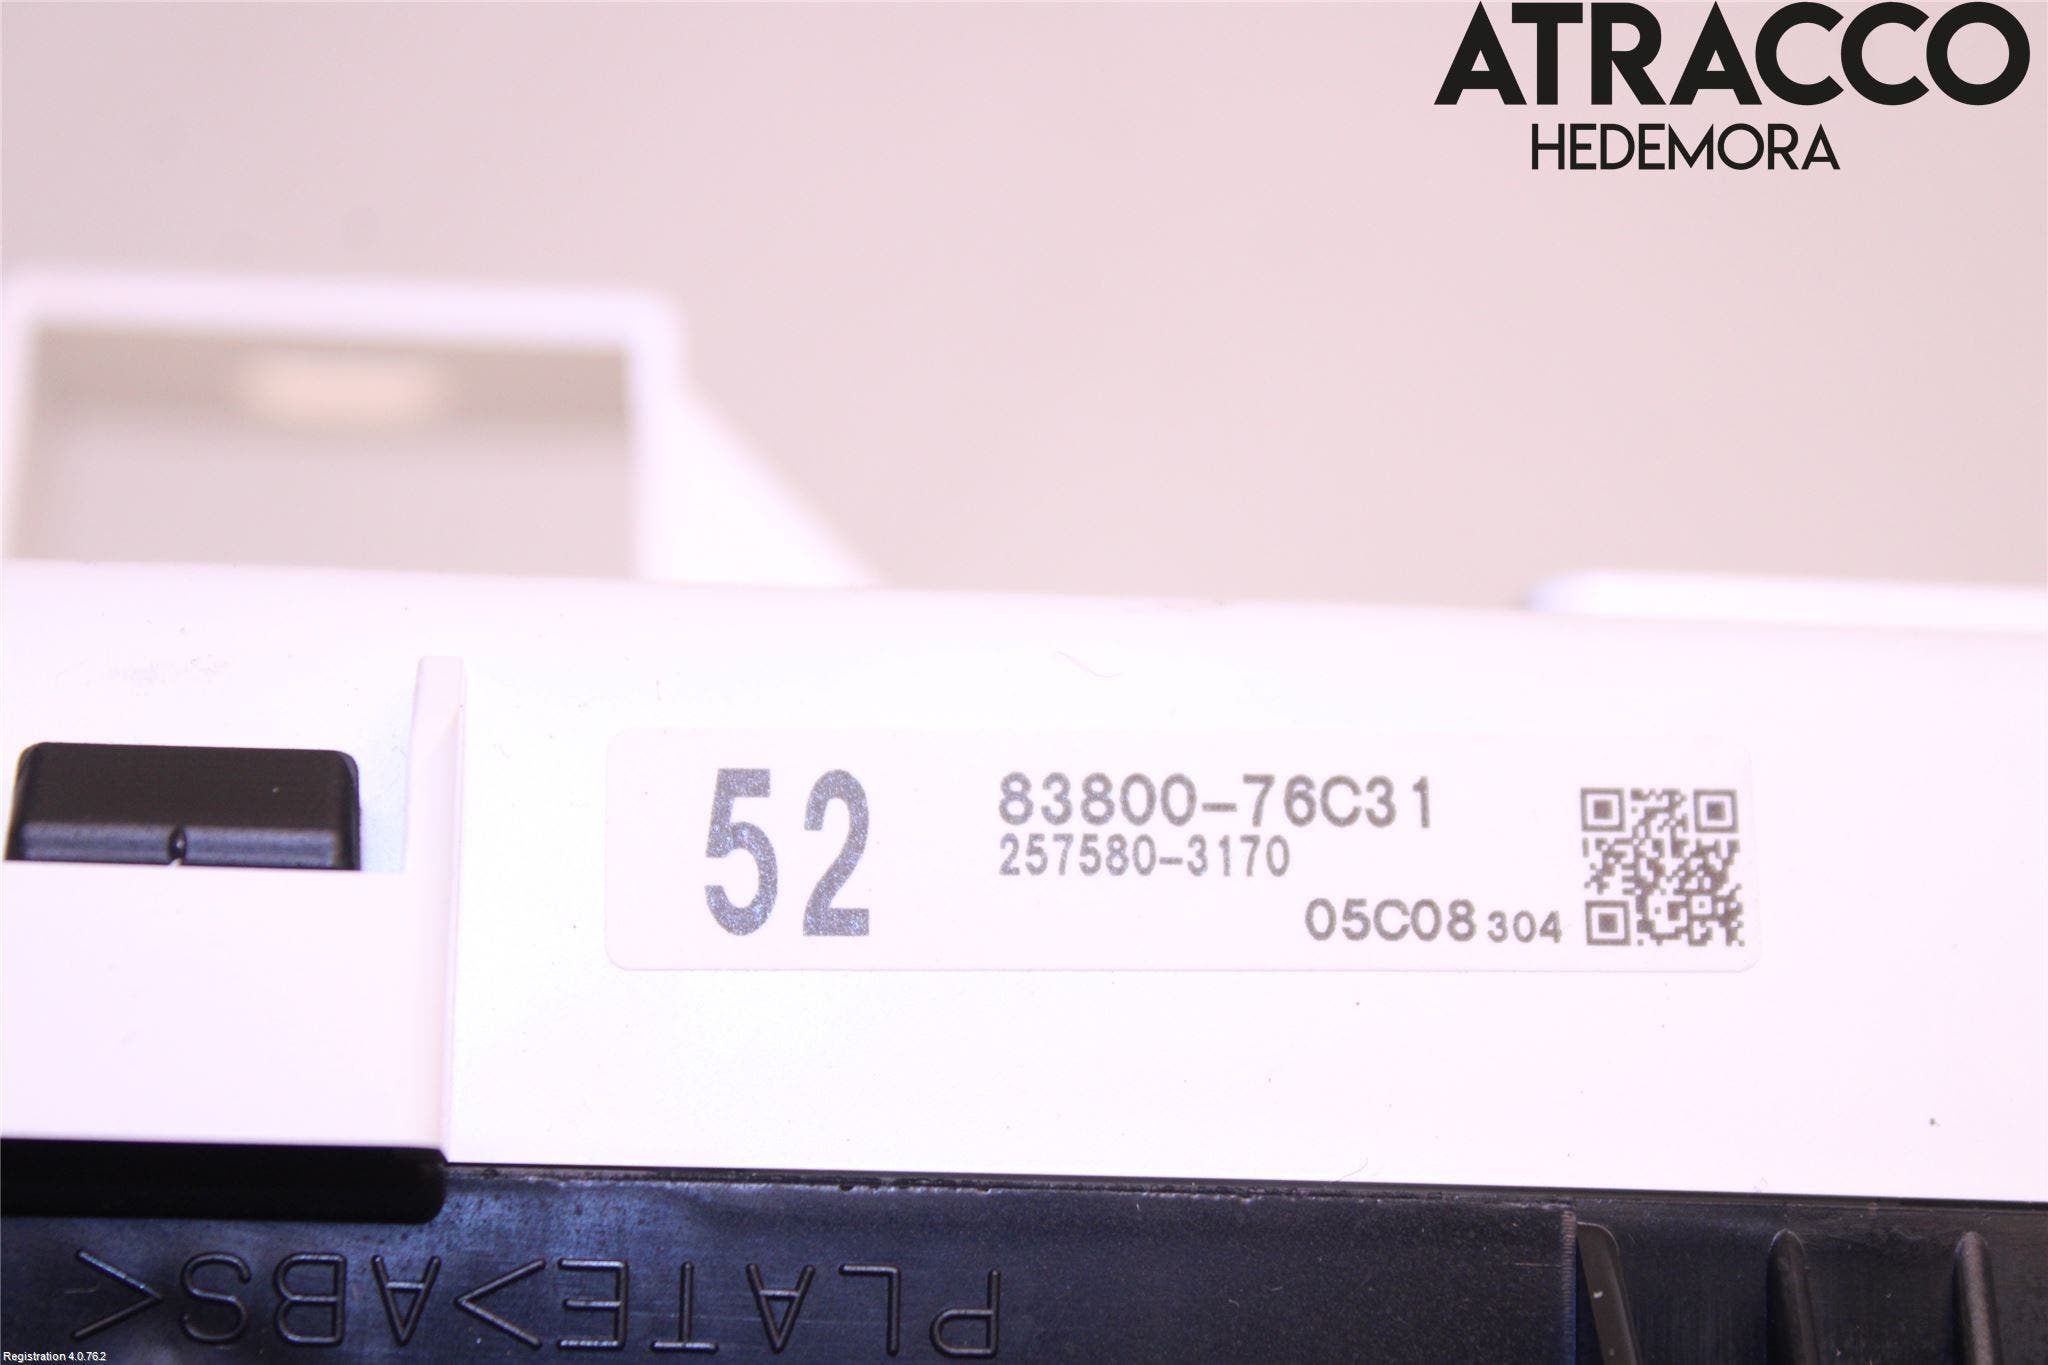 ATRACCO
HEDEMORA
52
83800-76C31
257580-3170
05C08 304
PLATE>ABS<
Registration 4.0.76.2